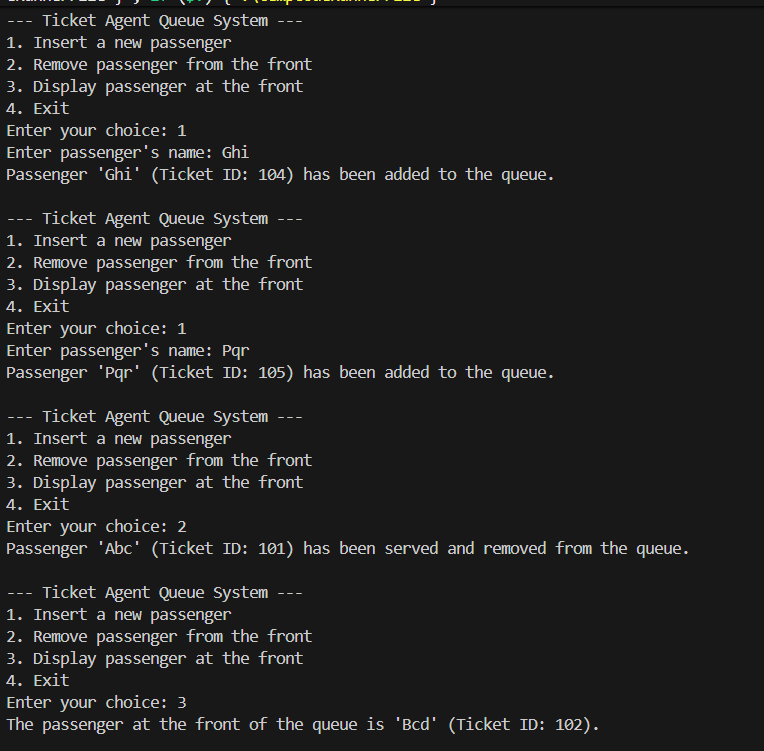 --- Ticket Agent Queue System ---
1. Insert a new passenger
2. Remove passenger from the front
3. Display passenger at the front
4. Exit
Enter your choice: 1
Enter passenger's name: Ghi
Passenger 'Ghi' (Ticket ID: 104) has been added to the queue.

--- Ticket Agent Queue System ---
1. Insert a new passenger
2. Remove passenger from the front
3. Display passenger at the front
4. Exit
Enter your choice: 1
Enter passenger's name: Pqr
Passenger 'Pqr' (Ticket ID: 105) has been added to the queue.

--- Ticket Agent Queue System ---
1. Insert a new passenger
2. Remove passenger from the front
3. Display passenger at the front
4. Exit
Enter your choice: 2
Passenger 'Abc' (Ticket ID: 101) has been served and removed from the queue.

--- Ticket Agent Queue System ---
1. Insert a new passenger
2. Remove passenger from the front
3. Display passenger at the front
4. Exit
Enter your choice: 3
The passenger at the front of the queue is 'Bcd' (Ticket ID: 102).